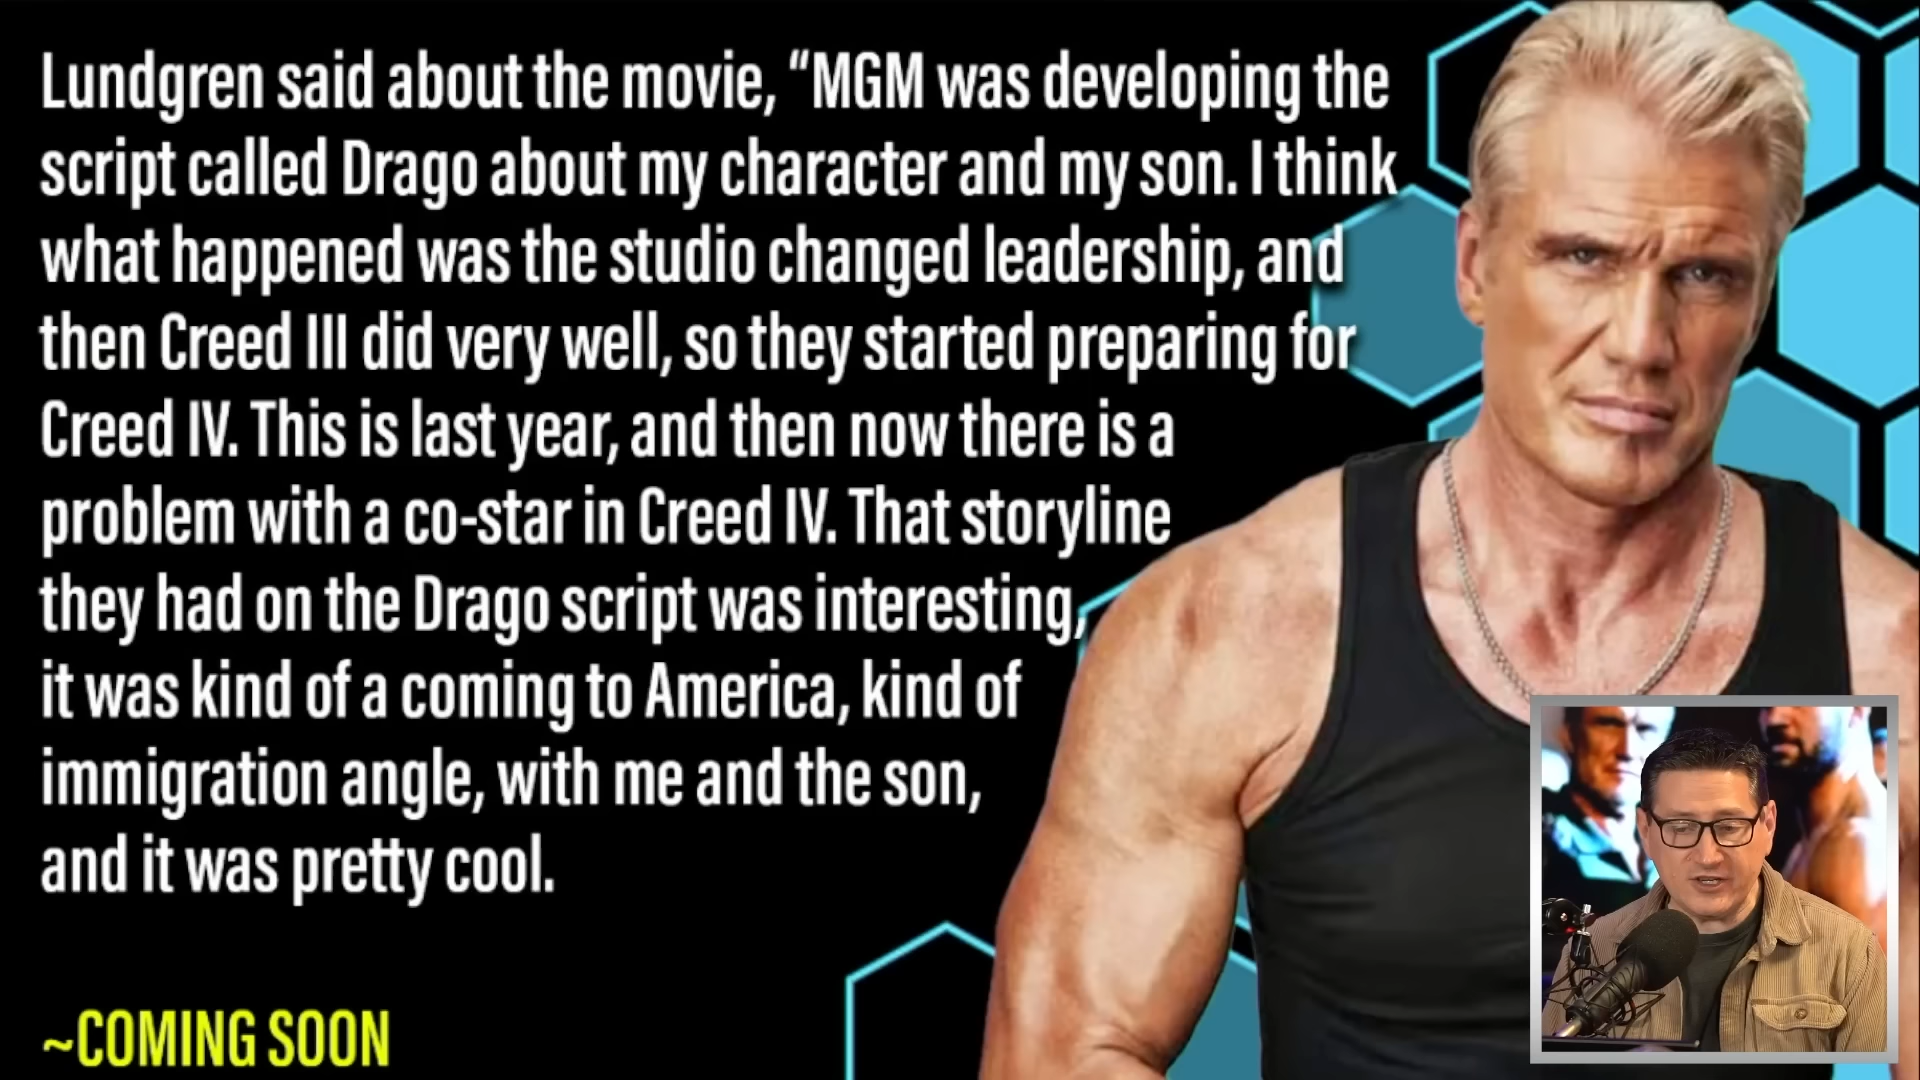 Lundgren said about the movie, “MGM was developing the
script called Drago about my character and my son. I think
what happened was the studio changed leadership, and
then Creed III did very well, so they started preparing for
Creed IV. This is last year, and then now there is a
problem with a co-star in Creed IV. That storyline
they had on the Drago script was interesting,
it was kind of a coming to America, kind of
immigration angle, with me and the son,
and it was pretty cool.
~COMING SOON